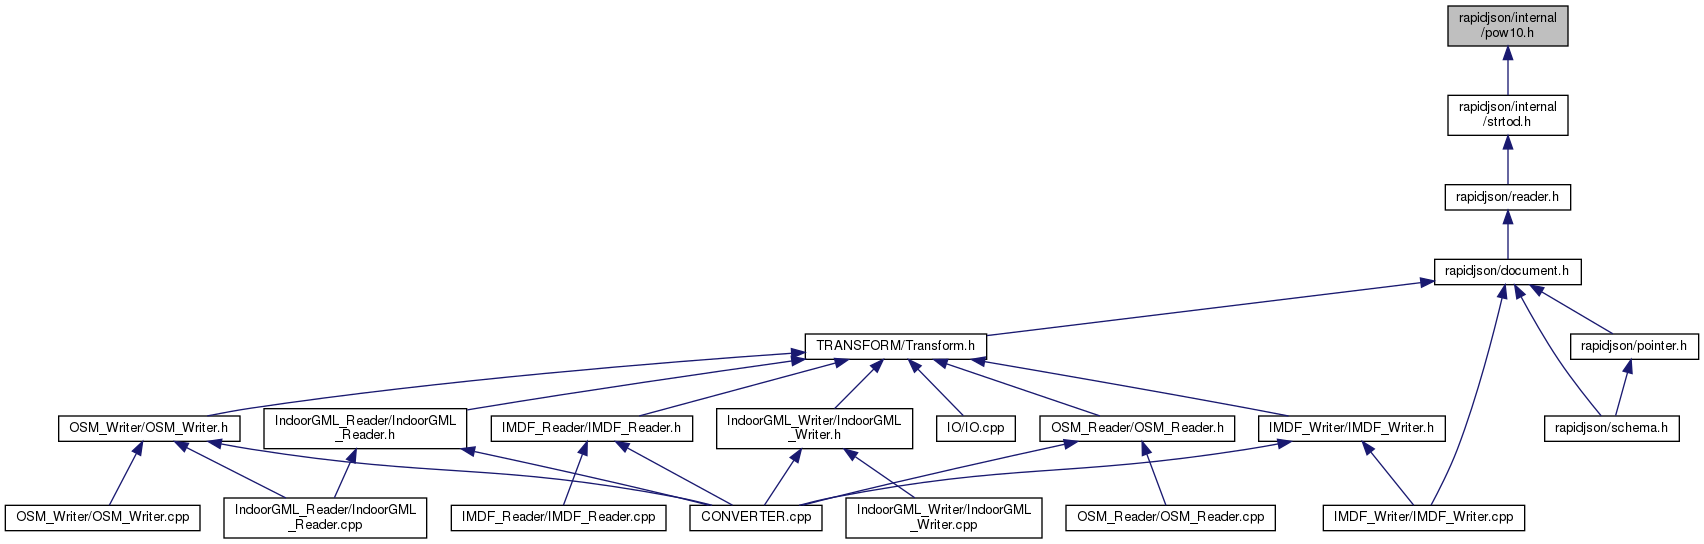 rapidjson/internal
/pow10.h
rapidjson/internal
/strtod.h
rapidjson/reader.h
rapidjson/document.h
TRANSFORM/Transform.h
rapidjson/pointer.h
OSM_Writer/OSM_Writer.h
IndoorGML_Reader/IndoorGML
_Reader.h
IMDF_Reader/IMDF_Reader.h
IndoorGML_Writer/IndoorGML
_Writer.h
IO/IO.cpp
OSM_Reader/OSM_Reader.h
IMDF_Writer/IMDF_Writer.h
rapidjson/schema.h
OSM_Writer/OSM_Writer.cpp
IndoorGML_Reader/IndoorGML
_Reader.cpp
IMDF_Reader/IMDF_Reader.cpp
CONVERTER.cpp
IndoorGML_Writer/IndoorGML
_Writer.cpp
OSM_Reader/OSM_Reader.cpp
IMDF_Writer/IMDF_Writer.cpp